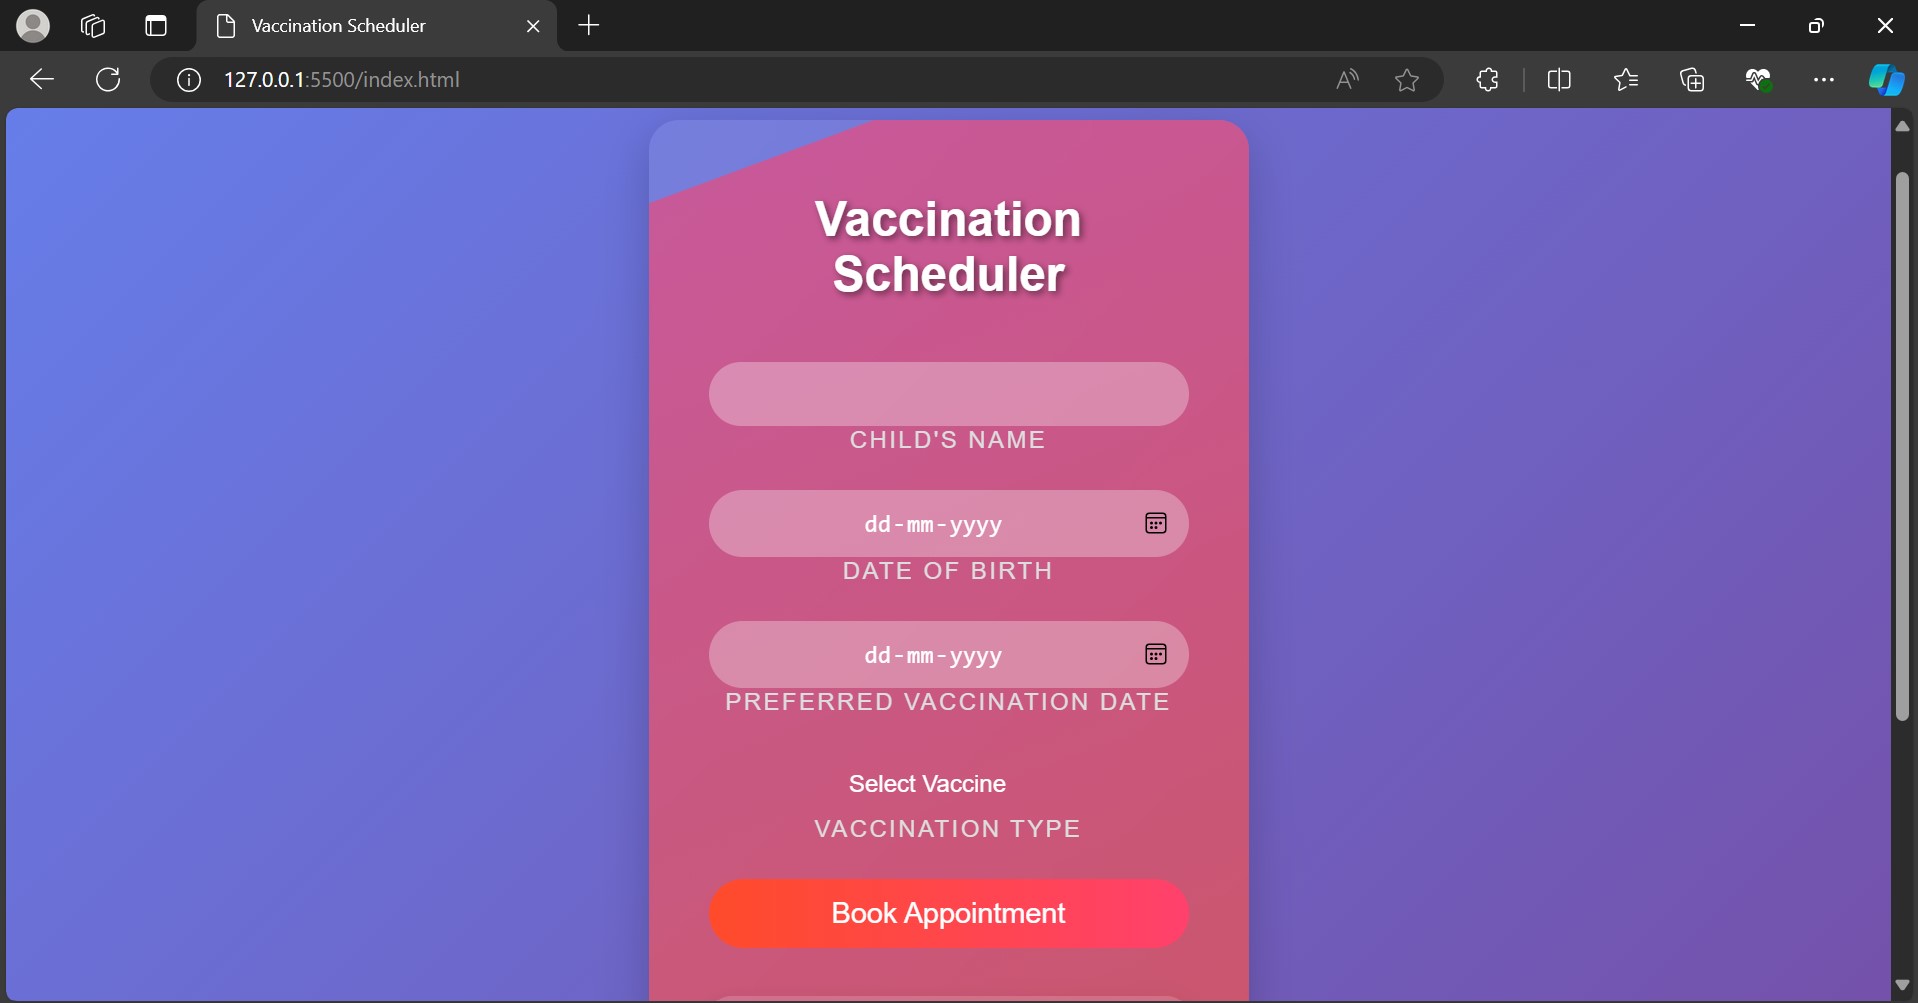 Vaccination Scheduler
127.0.0.1:5500/index.html
Vaccination
Scheduler
CHILD'S NAME
dd-mm-yyyy
DATE OF BIRTH
dd-mm-yyyy
PREFERRED VACCINATION DATE
Select Vaccine
VACCINATION TYPE
Book Appointment